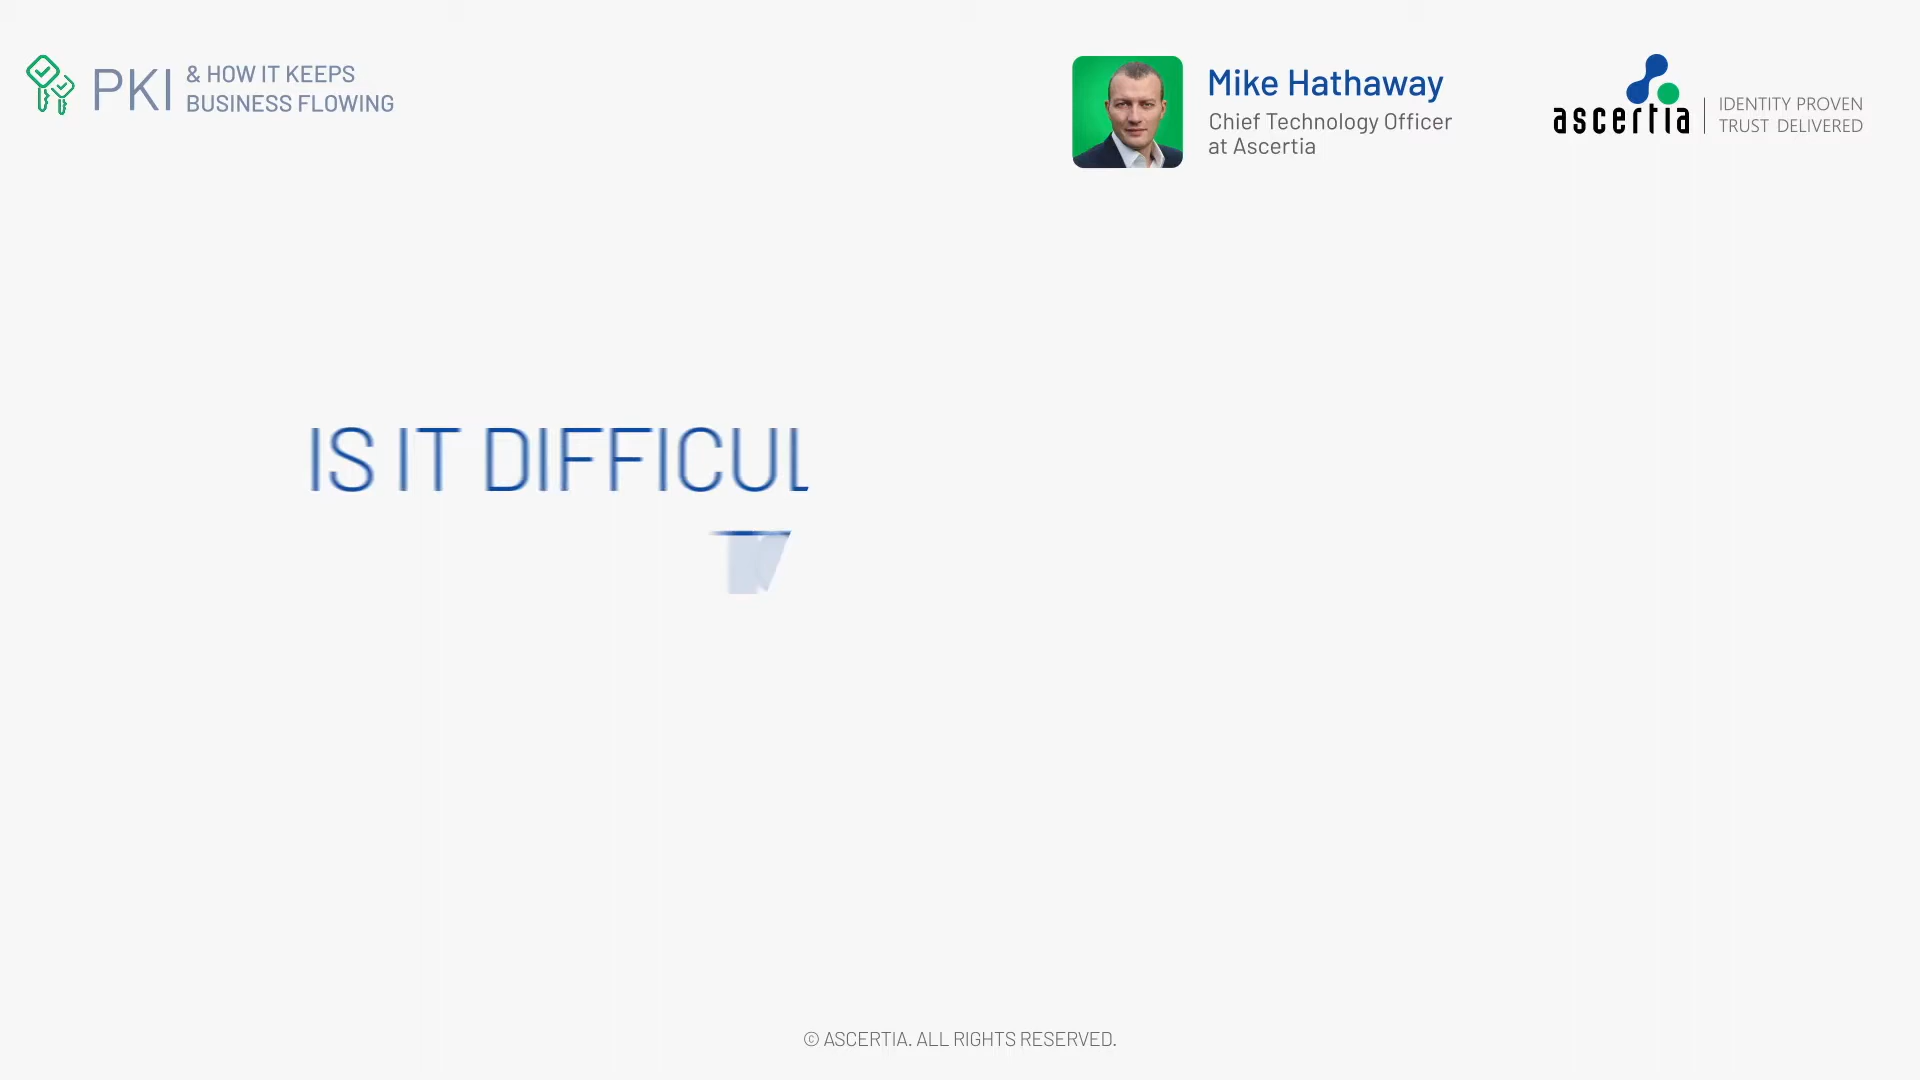 PKI & HOW IT KEEPS
BUSINESS FLOWING
Mike Hathaway
Chief Technology Officer
at Ascertia
ascertia
IDENTITY PROVEN
TRUST DELIVERED
IS IT DIFFICUL
© ASCERTIA. ALL RIGHTS RESERVED.